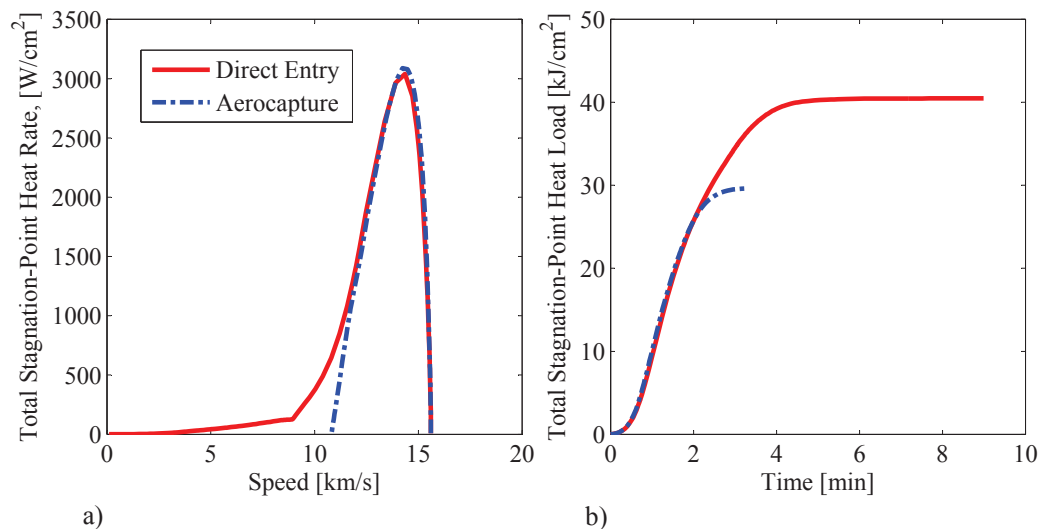 Total Stagnation-Point Heat Rate, [W/cm²]
3500
3000
2500
2000
1500
1000
500
0
Direct Entry
Aerocapture
0 5 10 15 20
Speed [km/s]
a)
Total Stagnation-Point Heat Load [kJ/cm²]
50
40
30
20
10
0
0 2 4 6 8 10
Time [min]
b)